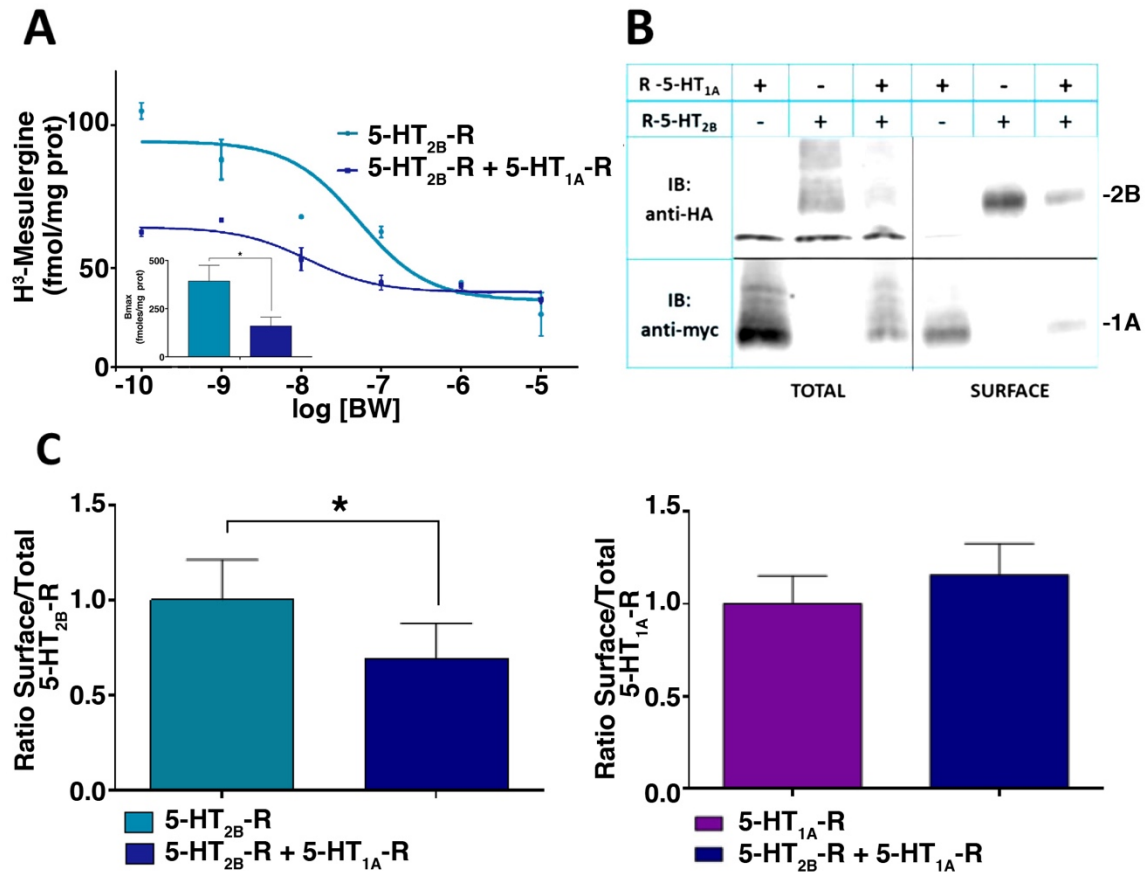 A
H³-Mesulergine
(fmol/mg prot)
100
50
0
5-HT2B-R
5-HT2B-R + 5-HT1A-R
Bmax
(fmoles/mg prot)
500
250
0
*
-10 -9 -8 -7 -6 -5
log [BW]
B
R -5-HT1A + - + + - +
R-5-HT2B - + + - + +
IB:
anti-HA
-2B
IB:
anti-myc
-1A
TOTAL SURFACE
C
Ratio Surface/Total
5-HT2B-R
1.5
1.0
0.5
0.0
*
5-HT2B-R
5-HT2B-R + 5-HT1A-R
Ratio Surface/Total
5-HT1A-R
1.5
1.0
0.5
0.0
5-HT1A-R
5-HT2B-R + 5-HT1A-R